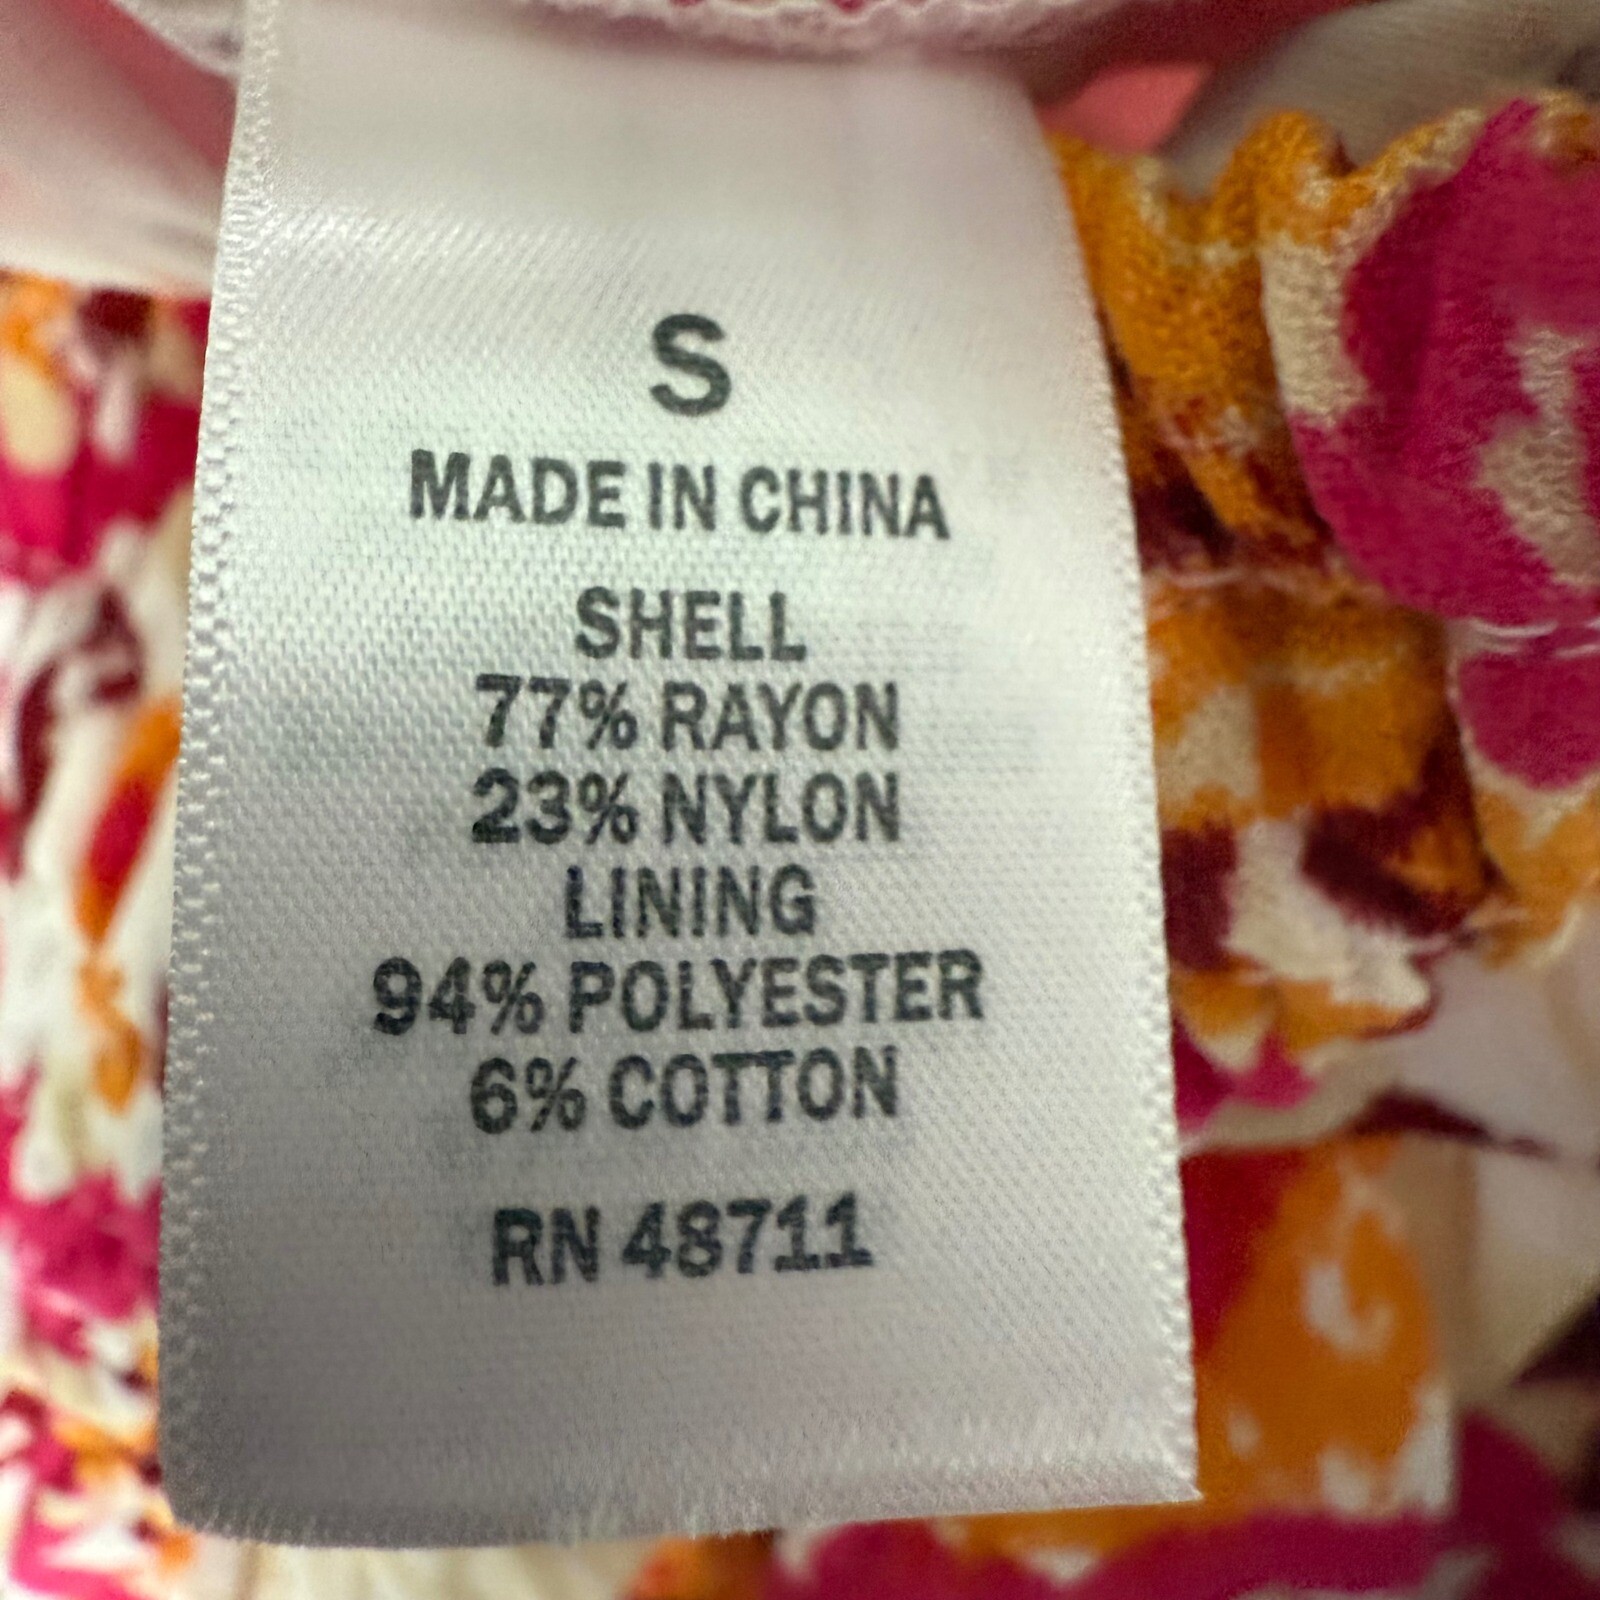 S
MADE IN CHINA
SHELL
77% RAYON
23% NYLON
LINING
94% POLYESTER
6% COTTON
RN 48711